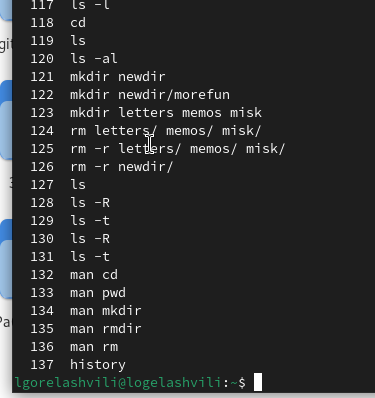 117 ls -l
118 cd
119 ls
120 ls -al
121 mkdir newdir
122 mkdir newdir/morefun
123 mkdir letters memos misk
124 rm letters/ memos/ misk/
125 rm -r letters/ memos/ misk/
126 rm -r newdir/
127 ls
128 ls -R
129 ls -t
130 ls -R
131 ls -t
132 man cd
133 man pwd
134 man mkdir
135 man rmdir
136 man rm
137 history
lgorelashvili@logelashvili:~$